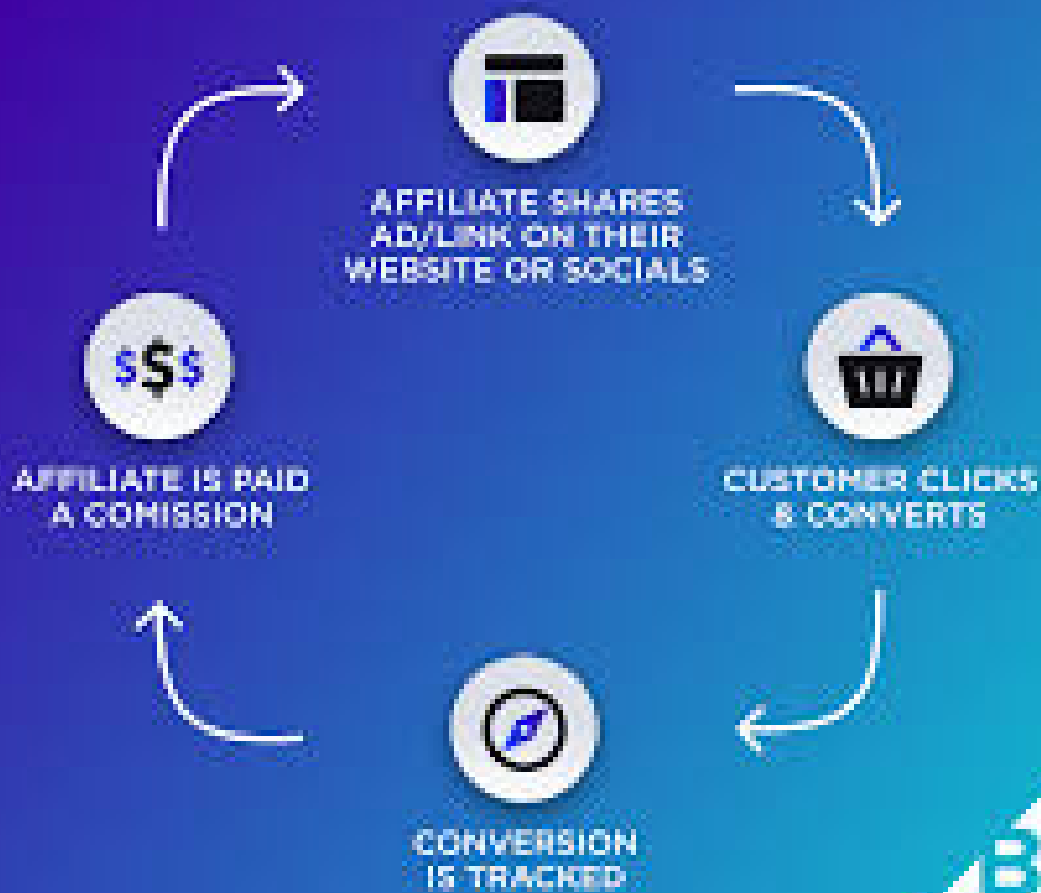 AFFILIATE SHARES
AD/LINK ON THEIR
WEBSITE OR SOCIALS
$$$
AFFILIATE IS PAID
A COMISSION
CUSTOMER CLICKS
& CONVERTS
CONVERSION
IS TRACKED